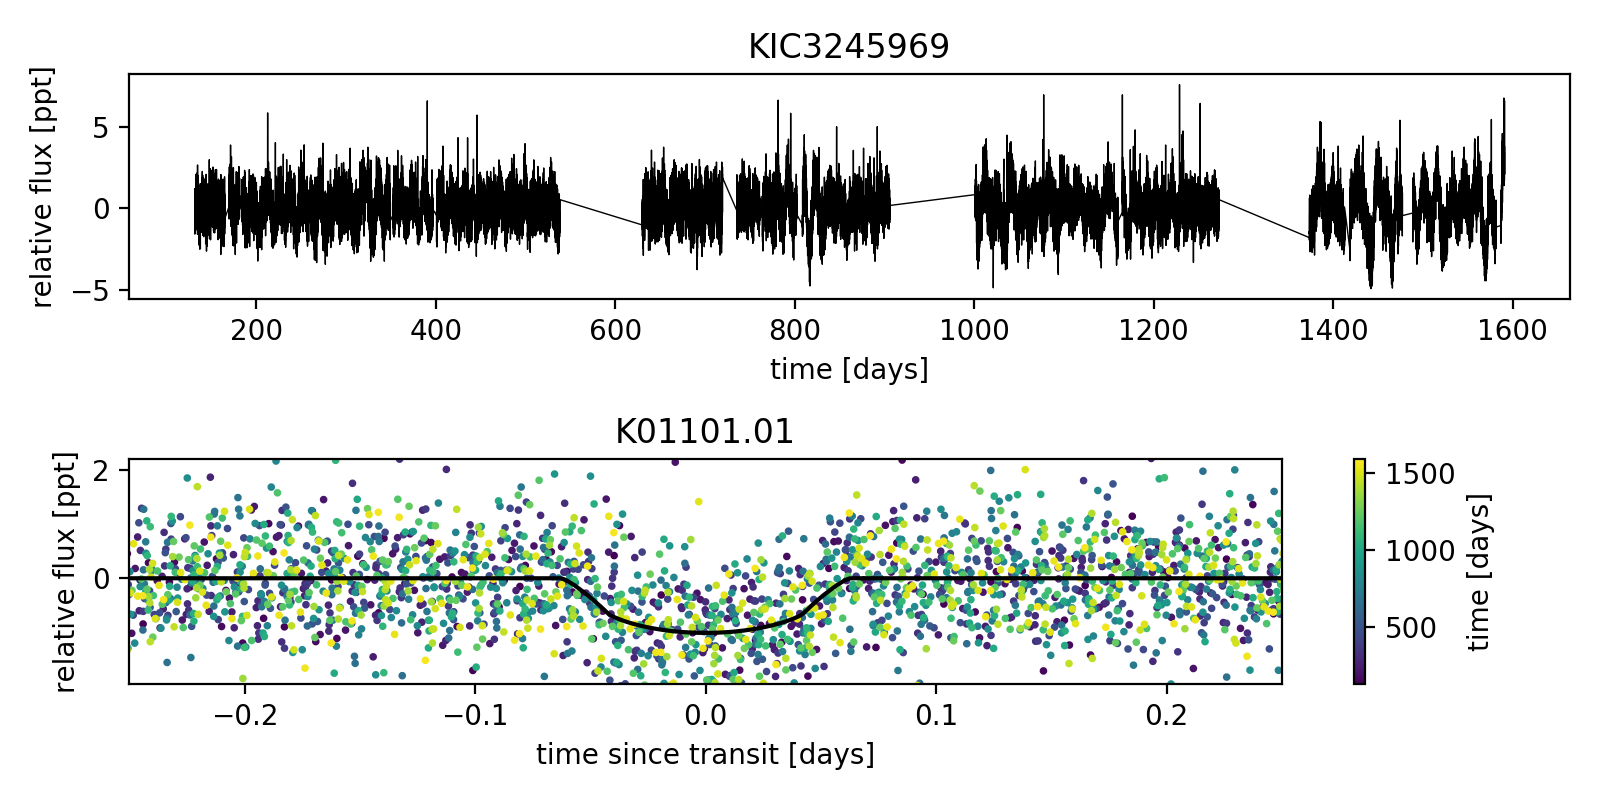 KIC3245969
relative flux [ppt]
5
0
−5
200 400 600 800 1000 1200 1400 1600
time [days]
K01101.01
relative flux [ppt]
2
0
−0.2 −0.1 0.0 0.1 0.2
time since transit [days]
1500
1000
500
time [days]